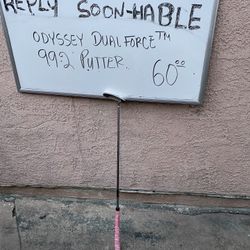 REPLY SOON-HABLE
ODYSSEY DUAL FORCE™
992 PUTTER. 60⁰⁰